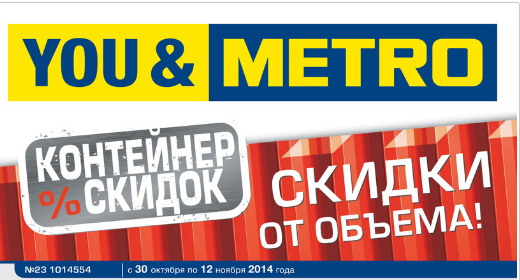 YOU & METRO
КОНТЕЙНЕР
% СКИДОК
СКИДКИ
ОТ ОБЪЕМА!
№23 1014554 с 30 октября по 12 ноября 2014 года